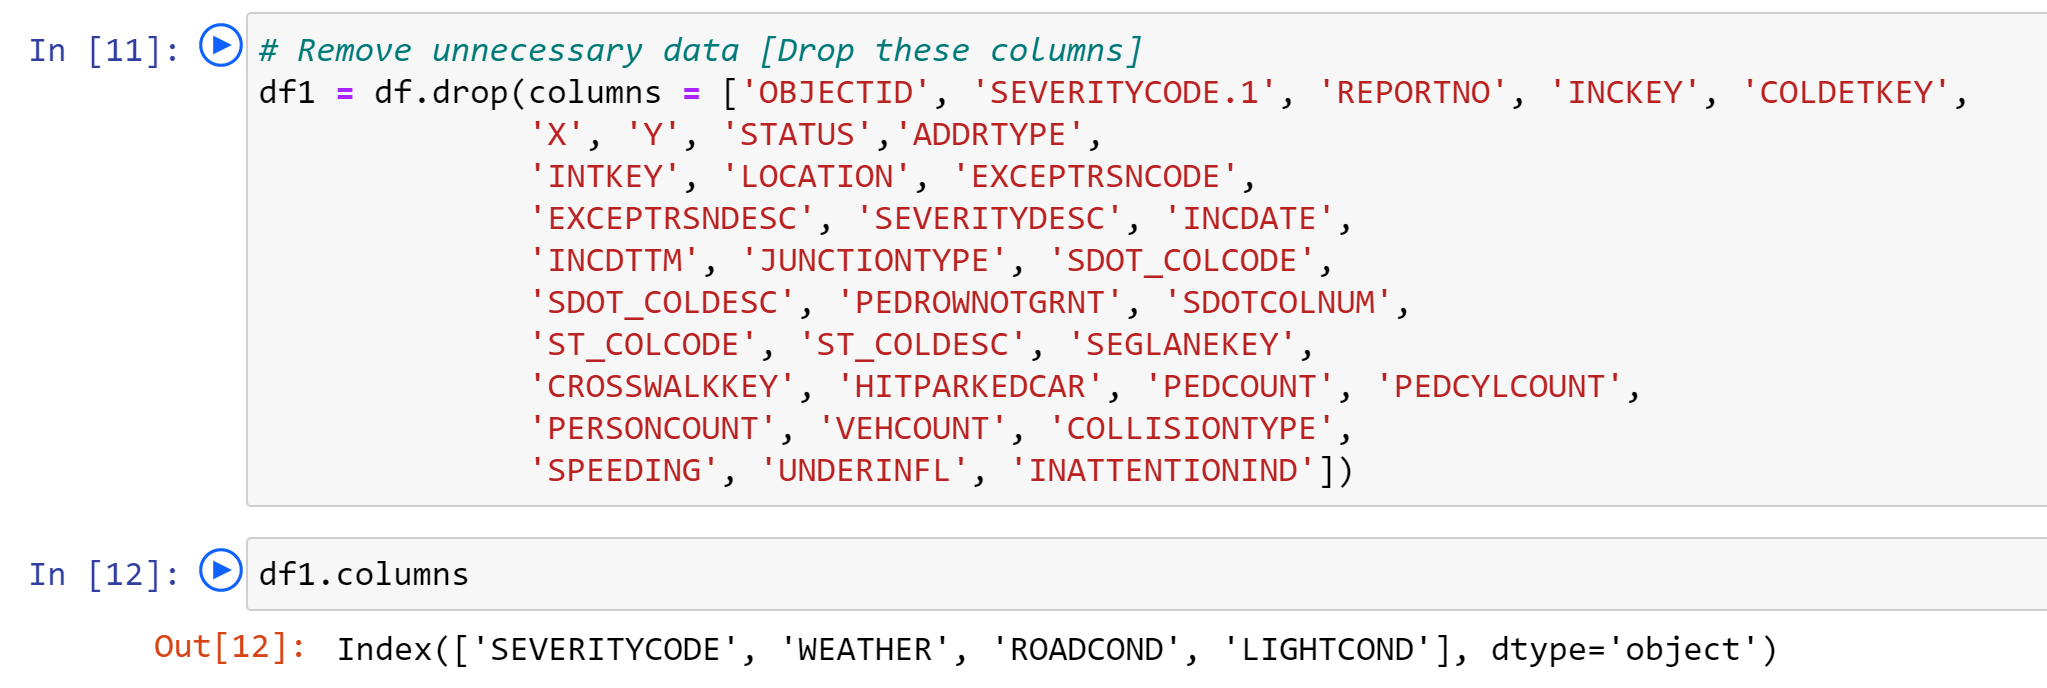 In [11]: # Remove unnecessary data [Drop these columns]
df1 = df.drop(columns = ['OBJECTID', 'SEVERITYCODE.1', 'REPORTNO', 'INCKEY', 'COLDETKEY',
'X', 'Y', 'STATUS','ADDRTYPE',
'INTKEY', 'LOCATION', 'EXCEPTRSNCODE',
'EXCEPTRSNDESC', 'SEVERITYDESC', 'INCDATE',
'INCDTTM', 'JUNCTIONTYPE', 'SDOT_COLCODE',
'SDOT_COLDESC', 'PEDROWNOTGRNT', 'SDOTCOLNUM',
'ST_COLCODE', 'ST_COLDESC', 'SEGLANEKEY',
'CROSSWALKKEY', 'HITPARKEDCAR', 'PEDCOUNT', 'PEDCYLCOUNT',
'PERSONCOUNT', 'VEHCOUNT', 'COLLISIONTYPE',
'SPEEDING', 'UNDERINFL', 'INATTENTIONIND'])
In [12]: df1.columns
Out[12]: Index(['SEVERITYCODE', 'WEATHER', 'ROADCOND', 'LIGHTCOND'], dtype='object')